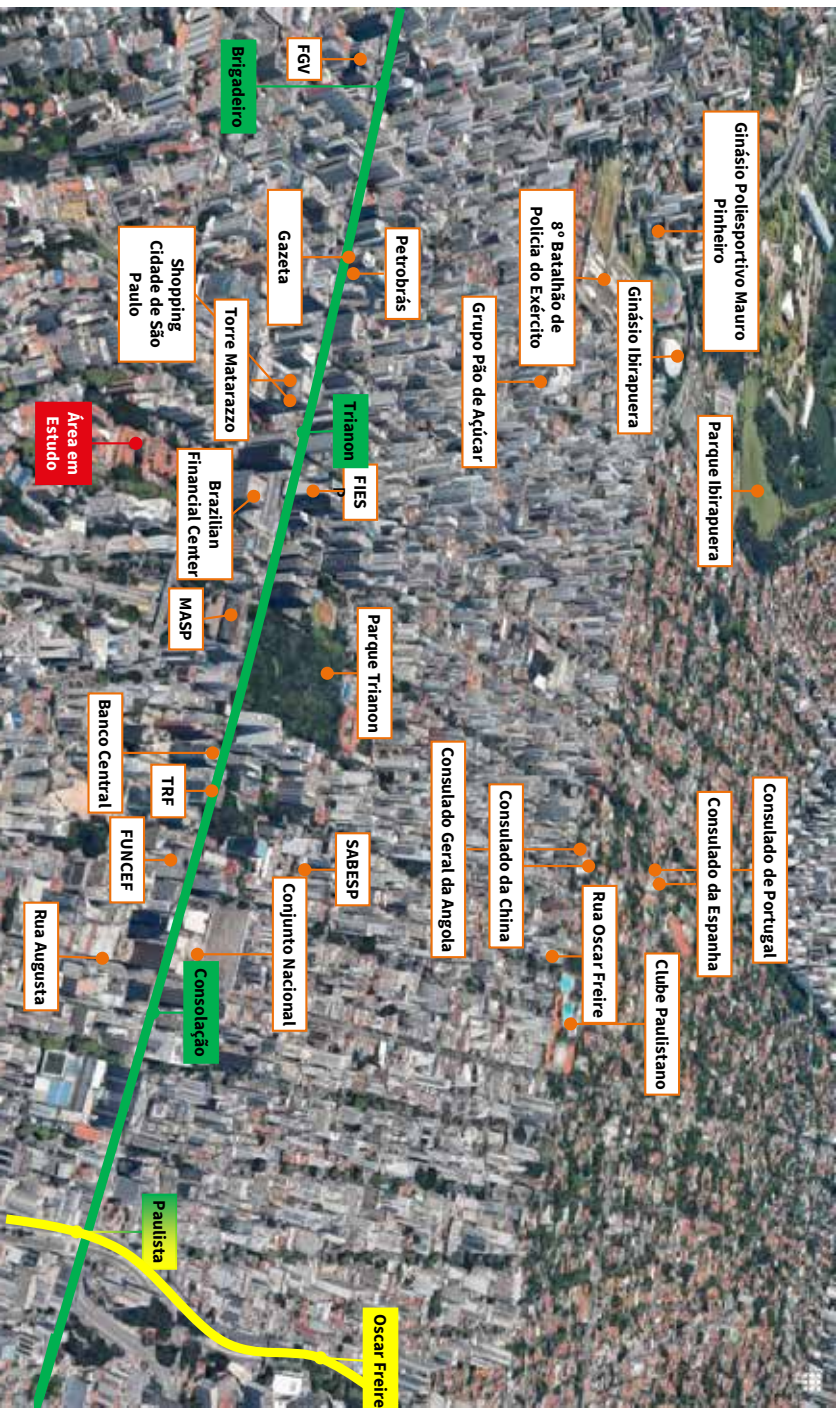 Consulado de Portugal
Ginásio Poliesportivo Mauro
Pinheiro
Parque Ibirapuera
Consulado da Espanha
Clube Paulistano
Ginásio Ibirapuera
Rua Oscar Freire
8º Batalhão de
Policia do Exército
Consulado da China
Grupo Pão de Açúcar
Consulado Geral da Angola
Petrobrás
Oscar Freire
Parque Trianon
FIES
P
SABESP
Trianon
FGV
Conjunto Nacional
Gazeta
Brigadeiro
Torre Matarazzo
Brazilian
Financial Center
Consolação
MASP
TRF
Paulista
Shopping
Cidade de São
Paulo
FUNCEF
Banco Central
Área em
Estudo
Rua Augusta